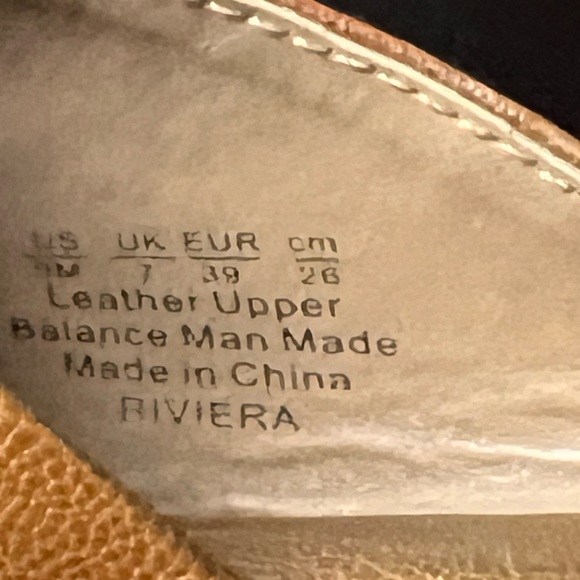 US UK EUR cm
9M 7 39 26
Leather Upper
Balance Man Made
Made in China
RIVIERA